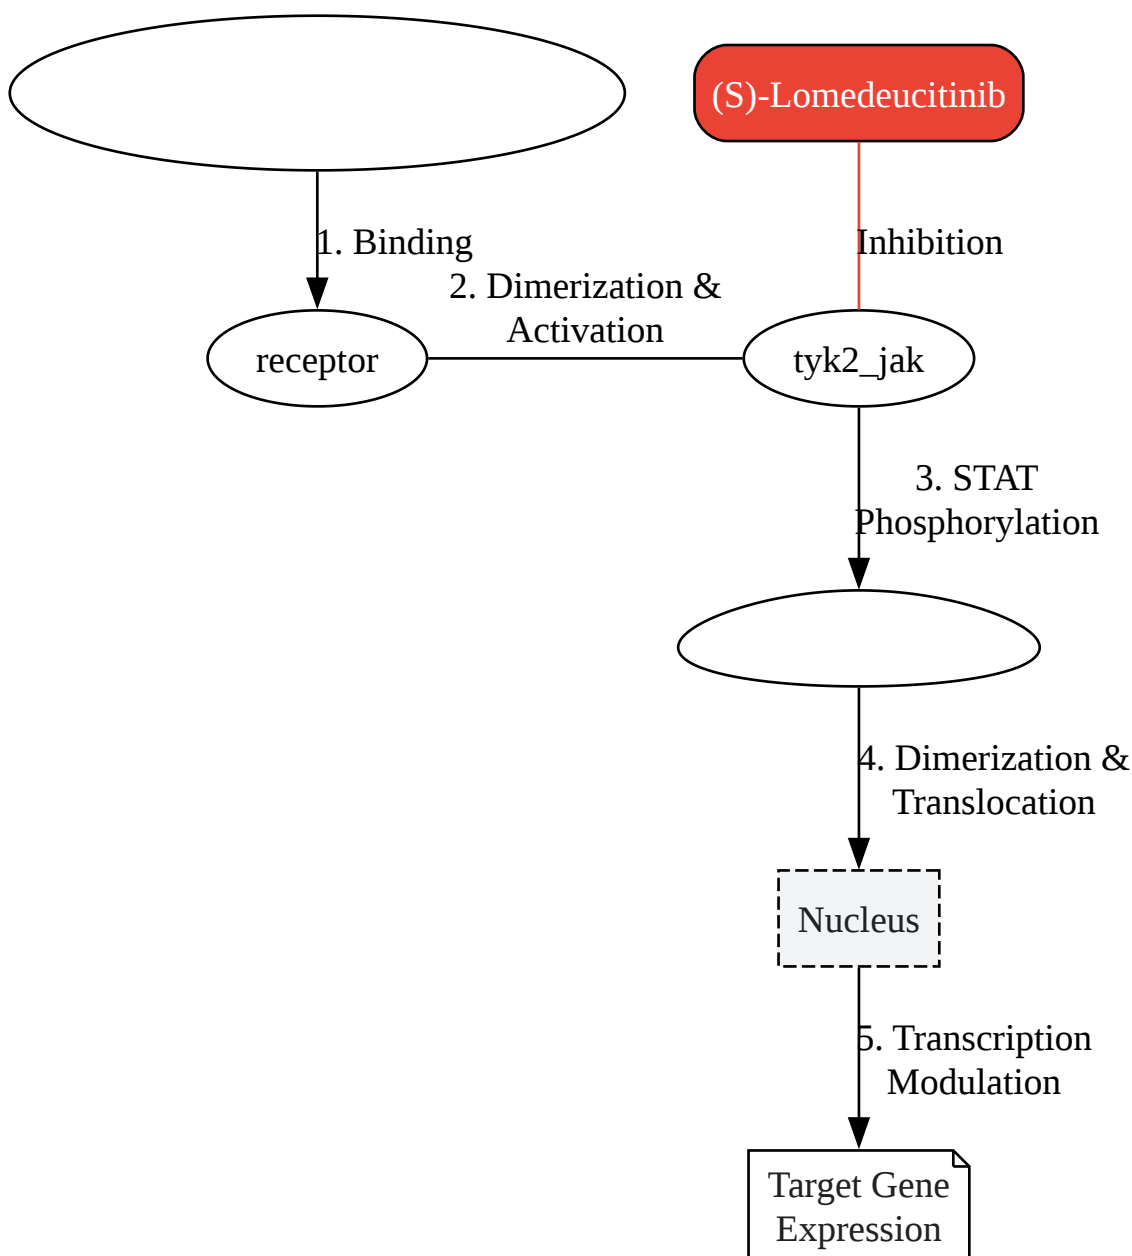 (S)-Lomedeucitinib
1. Binding
Inhibition
2. Dimerization &
Activation
receptor
tyk2_jak
3. STAT
Phosphorylation
4. Dimerization &
Translocation
Nucleus
5. Transcription
Modulation
Target Gene
Expression